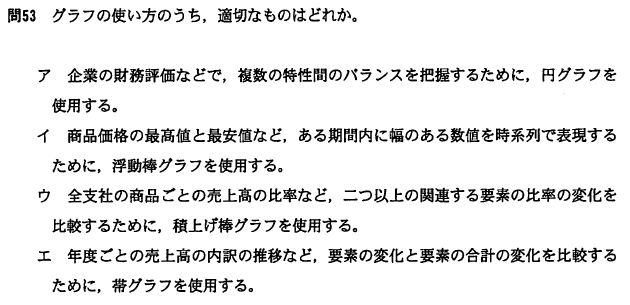 問53 グラフの使い方のうち，適切なものはどれか。
ア 企業の財務評価などで，複数の特性間のバランスを把握するために，円グラフを
使用する。
イ 商品価格の最高値と最安値など，ある期間内に幅のある数値を時系列で表現する
ために，浮動棒グラフを使用する。
ウ 全支社の商品ごとの売上高の比率など，二つ以上の関連する要素の比率の変化を
比較するために，積上げ棒グラフを使用する。
エ 年度ごとの売上高の内訳の推移など，要素の変化と要素の合計の変化を比較する
ために，帯グラフを使用する。